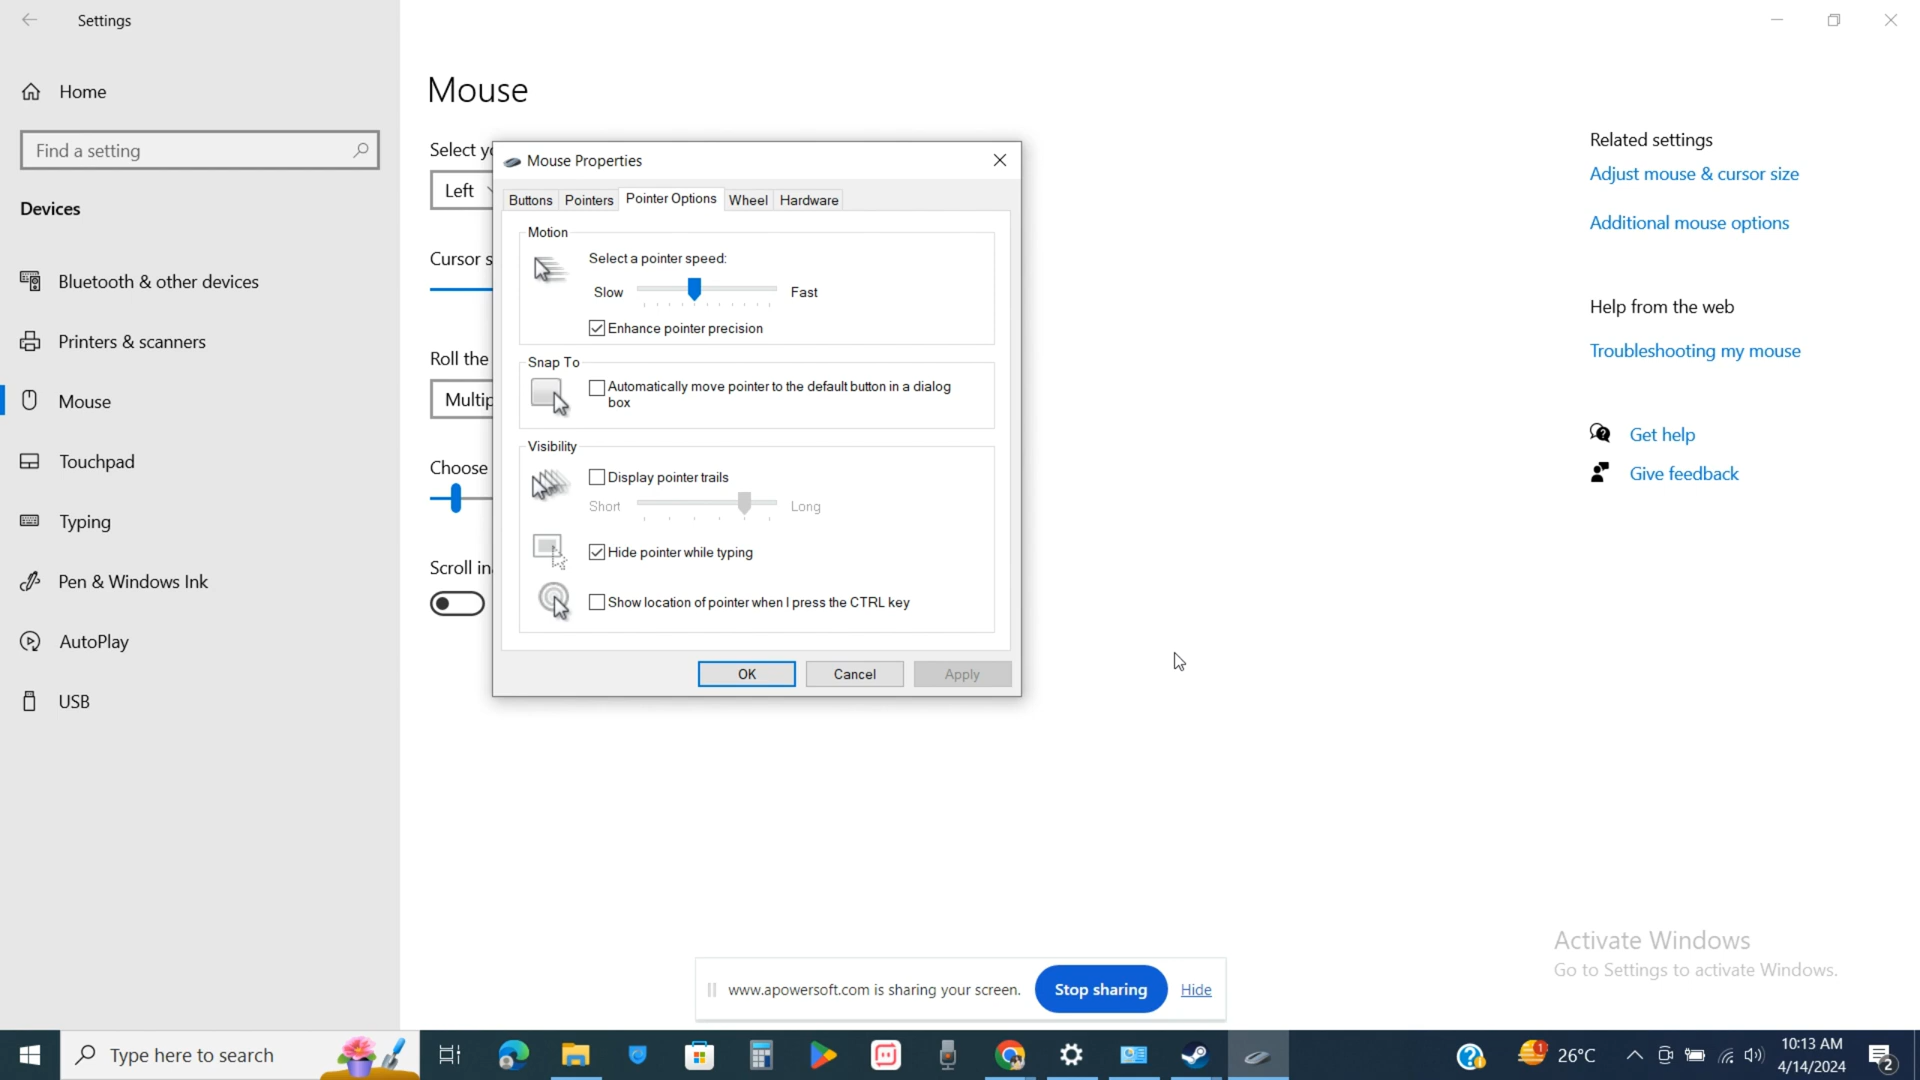 Settings
Home
Find a setting
Devices
Bluetooth & other devices
Printers & scanners
Mouse
Touchpad
Typing
Pen & Windows Ink
AutoPlay
USB
Mouse
Select yo
Left
Cursor s
Roll the
Multip
Choose
Scroll in
Mouse Properties
Buttons Pointers Pointer Options Wheel Hardware
Motion
Select a pointer speed:
Slow Fast
Enhance pointer precision
Snap To
Automatically move pointer to the default button in a dialog
box
Visibility
Display pointer trails
Short Long
Hide pointer while typing
Show location of pointer when I press the CTRL key
OK Cancel Apply
Related settings
Adjust mouse & cursor size
Additional mouse options
Help from the web
Troubleshooting my mouse
Get help
Give feedback
Activate Windows
Go to Settings to activate Windows.
www.apowersoft.com is sharing your screen. Stop sharing Hide
Type here to search
1
26°C
10:13 AM
4/14/2024
2